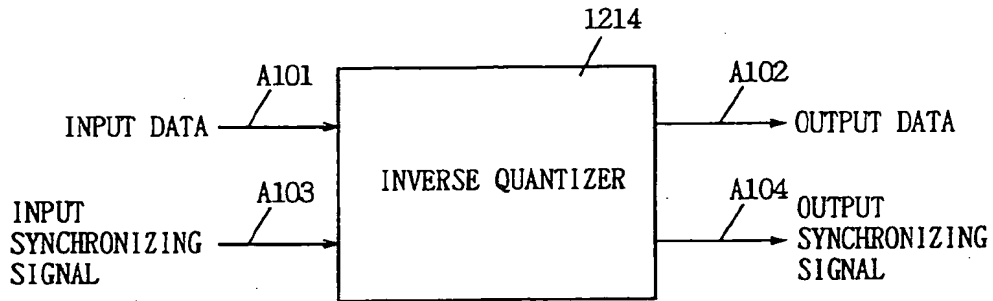 1214
A101
A102
INPUT DATA
OUTPUT DATA
INVERSE QUANTIZER
A103
A104
INPUT
SYNCHRONIZING
SIGNAL
OUTPUT
SYNCHRONIZING
SIGNAL